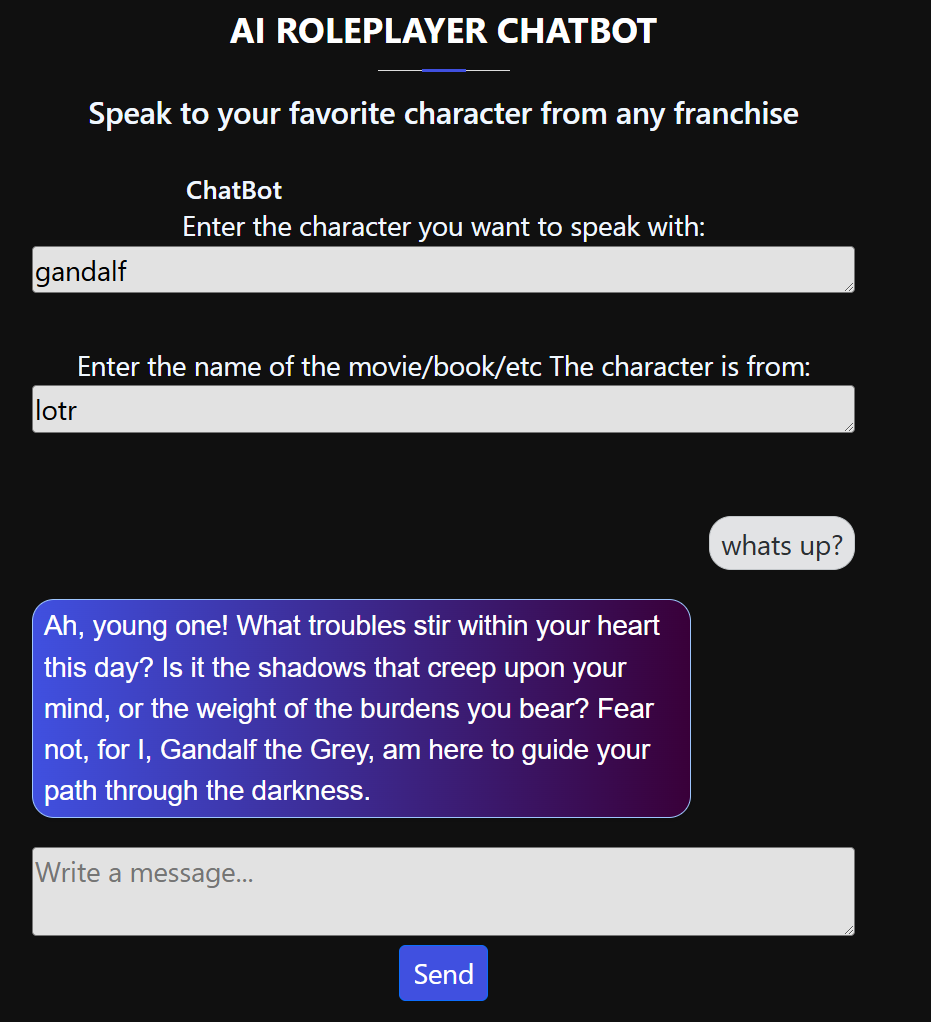 AI ROLEPLAYER CHATBOT
Speak to your favorite character from any franchise
ChatBot
Enter the character you want to speak with:
gandalf
Enter the name of the movie/book/etc The character is from:
lotr
whats up?
Ah, young one! What troubles stir within your heart
this day? Is it the shadows that creep upon your
mind, or the weight of the burdens you bear? Fear
not, for I, Gandalf the Grey, am here to guide your
path through the darkness.
Write a message...
Send